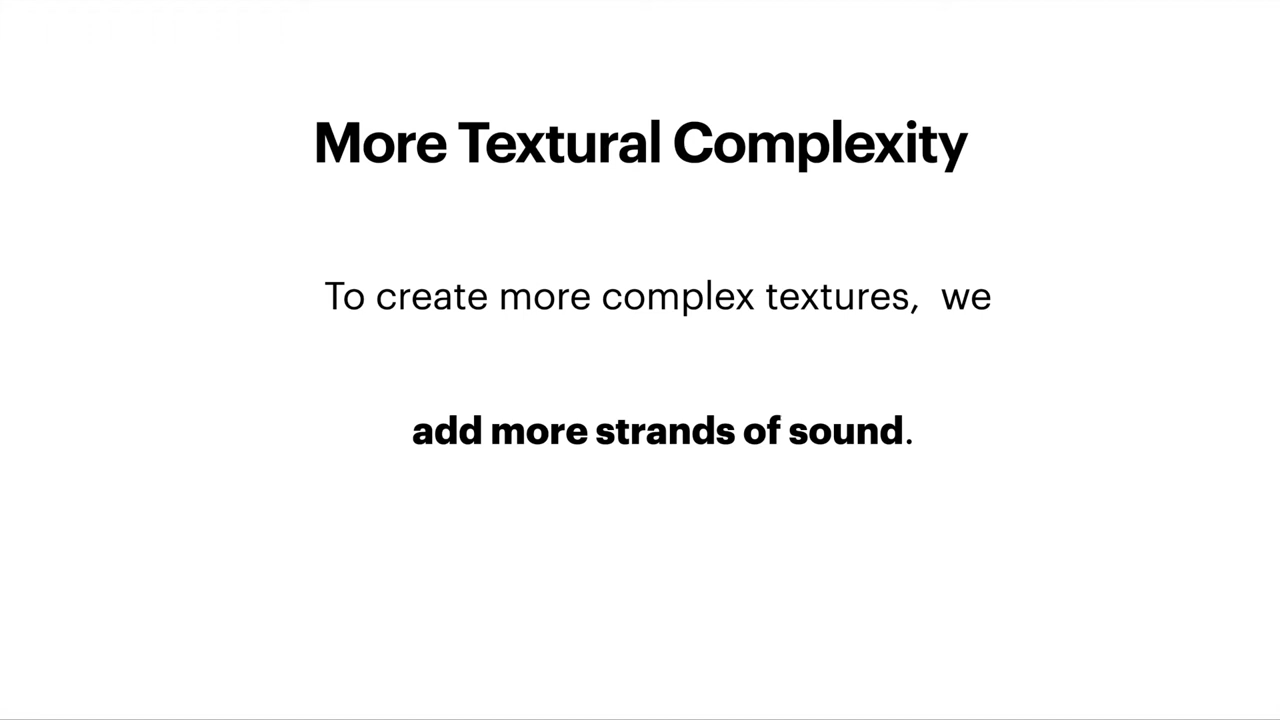 More Textural Complexity
To create more complex textures,  we
add more strands of sound.